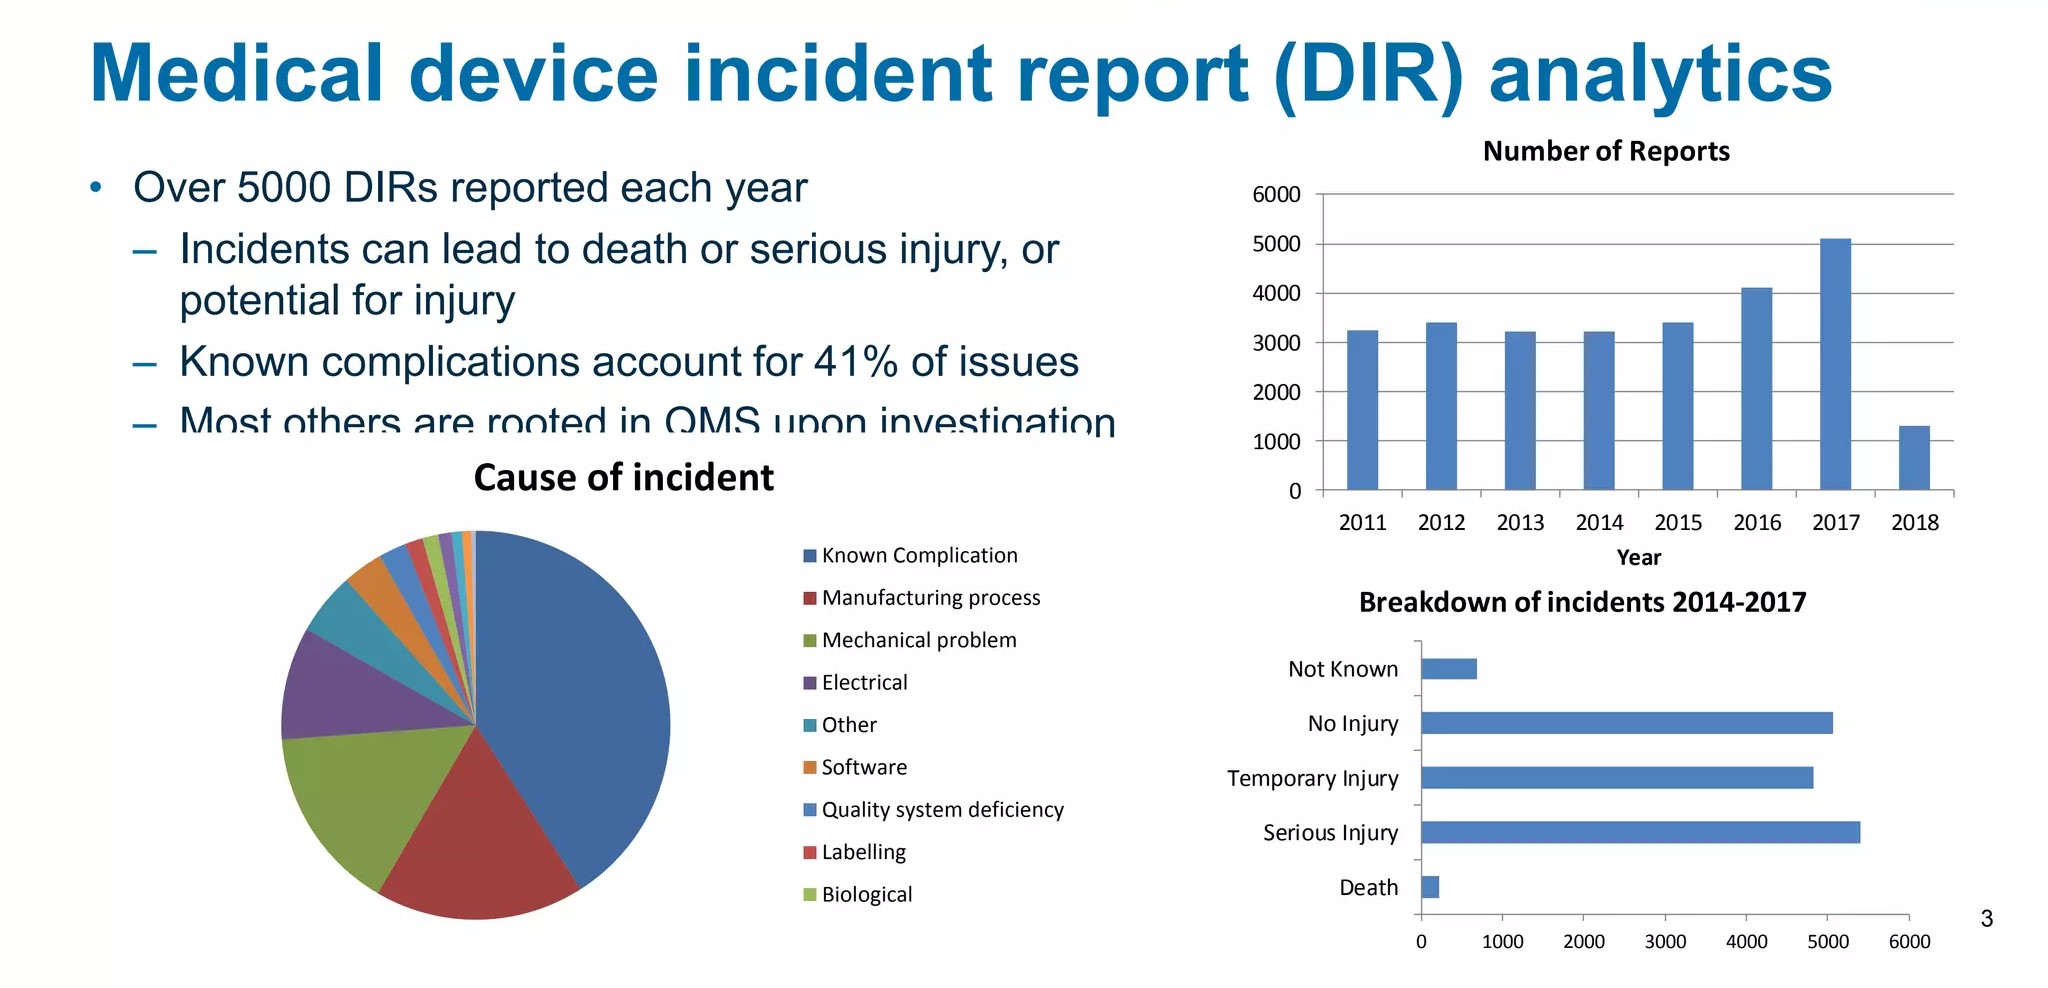 Medical device incident report (DIR) analytics
• Over 5000 DIRs reported each year
– Incidents can lead to death or serious injury, or
potential for injury
– Known complications account for 41% of issues
– Most others are rooted in QMS upon investigation
Cause of incident
Known Complication
Manufacturing process
Mechanical problem
Electrical
Other
Software
Quality system deficiency
Labelling
Biological
Number of Reports
6000
5000
4000
3000
2000
1000
0
2011 2012 2013 2014 2015 2016 2017 2018
Year
Breakdown of incidents 2014-2017
Not Known
No Injury
Temporary Injury
Serious Injury
Death
0 1000 2000 3000 4000 5000 6000
3